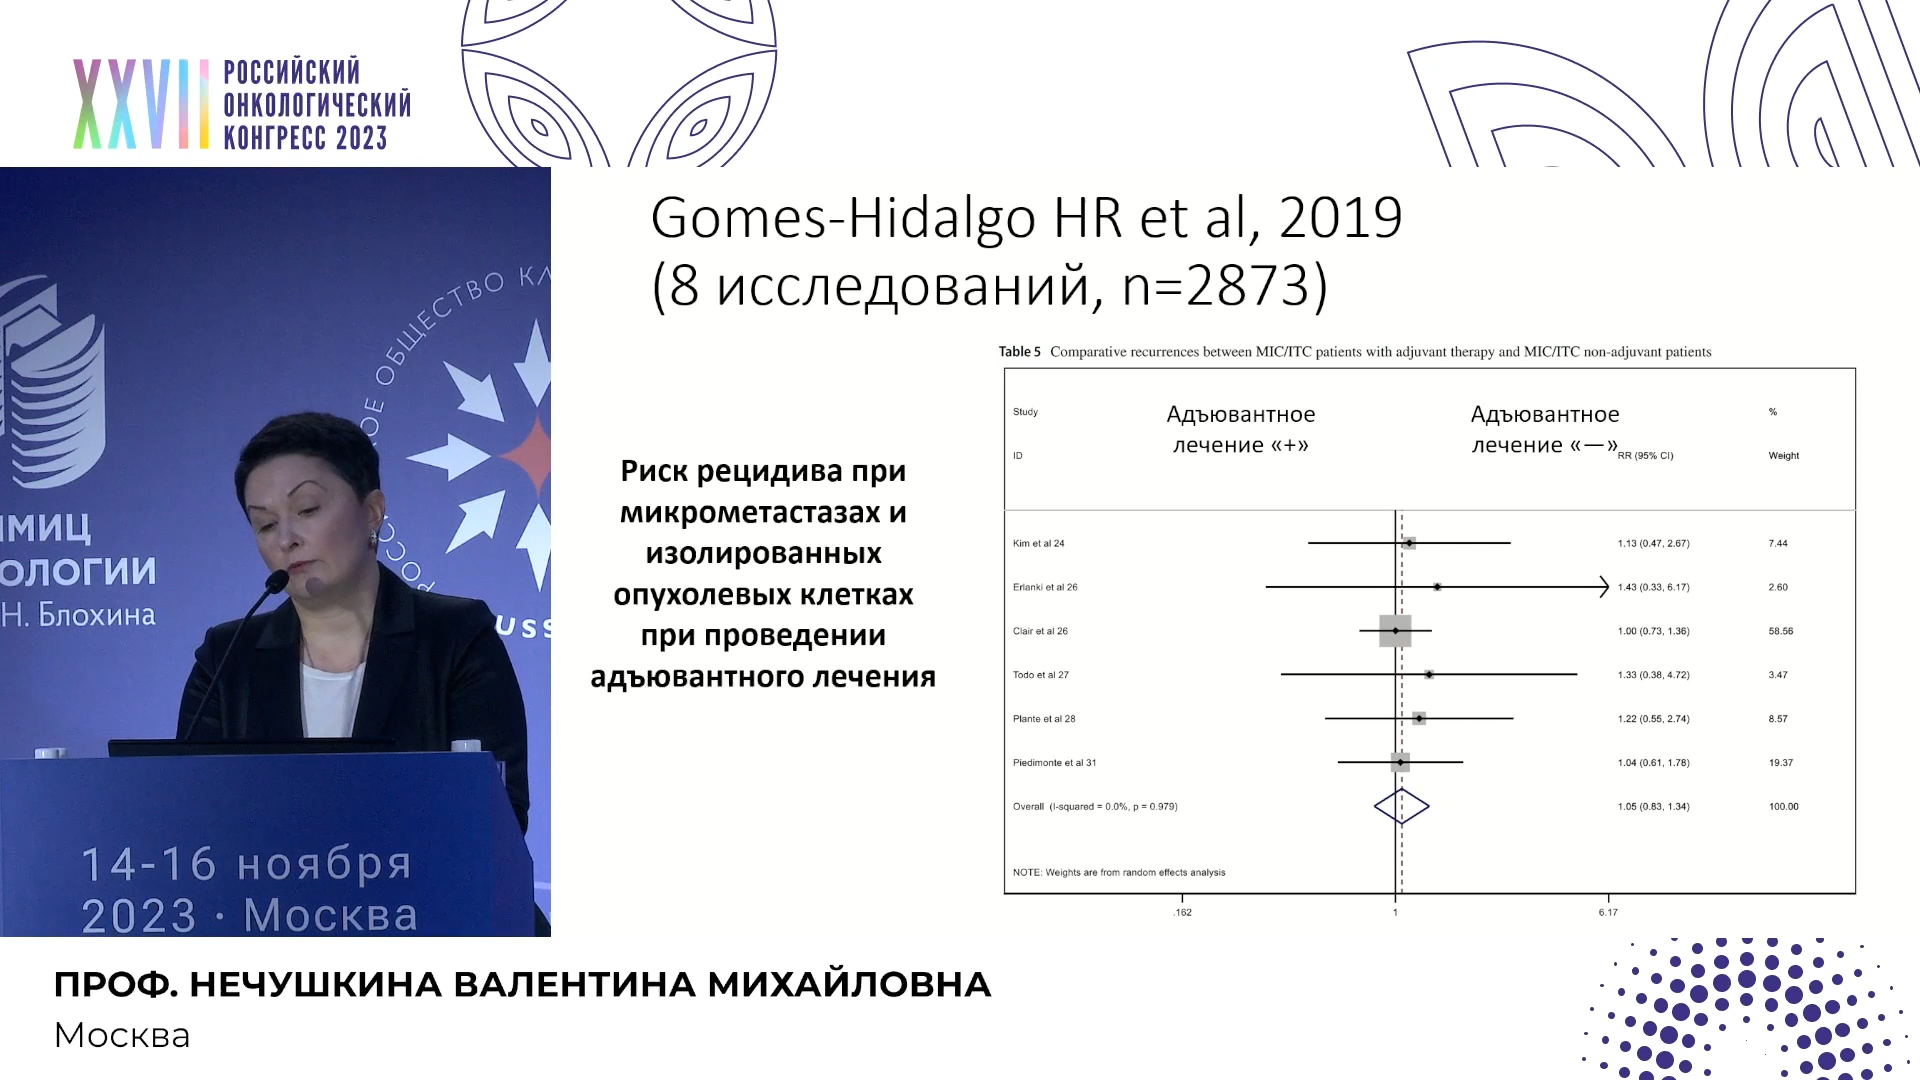 XXVII
РОССИЙСКИЙ
ОНКОЛОГИЧЕСКИЙ
КОНГРЕСС 2023
ОБЩЕСТВО
ОЛОГИИ
Н. Блохина
14-16 ноября
2023 · Москва
Gomes-Hidalgo HR et al, 2019
(8 исследований, n=2873)
Риск рецидива при
микрометастазах и
изолированных
опухолевых клетках
при проведении
адъювантного лечения
Table 5 Comparative recurrences between MIC/ITC patients with adjuvant therapy and MIC/ITC non-adjuvant patients
Study
Адъювантное
лечение «+»
Адъювантное
лечение «—»
%
ID
RR (95% CI)
Weight
Kim et al 24 1.13 (0.47, 2.67) 7.44
Erlanki et al 26 1.43 (0.33, 6.17) 2.60
Clair et al 26 1.00 (0.73, 1.36) 58.56
Todo et al 27 1.33 (0.38, 4.72) 3.47
Plante et al 28 1.22 (0.55, 2.74) 8.57
Piedimonte et al 31 1.04 (0.61, 1.78) 19.37
Overall (I-squared = 0.0%, p = 0.979) 1.05 (0.83, 1.34) 100.00
NOTE: Weights are from random effects analysis
.162 1 6.17
ПРОФ. НЕЧУШКИНА ВАЛЕНТИНА МИХАЙЛОВНА
Москва